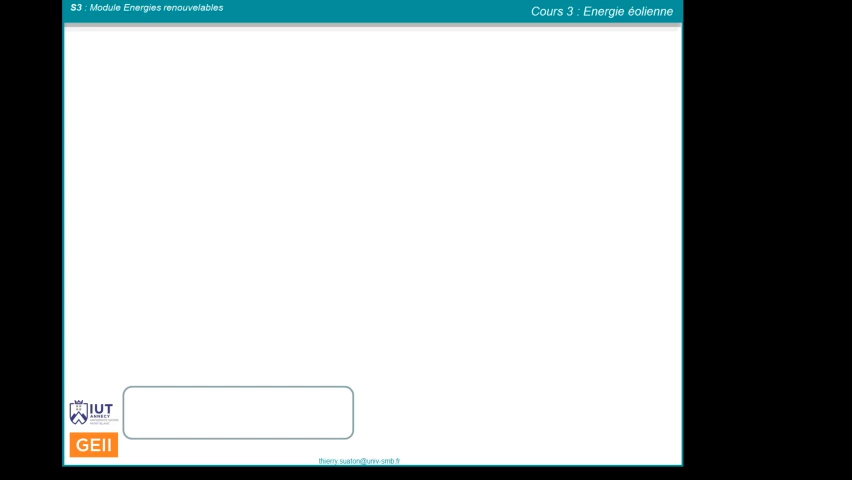 S3 : Module Energies renouvelables
Cours 3 : Energie éolienne
IUT
ANNECY
GEII
thierry.suaton@univ-smb.fr